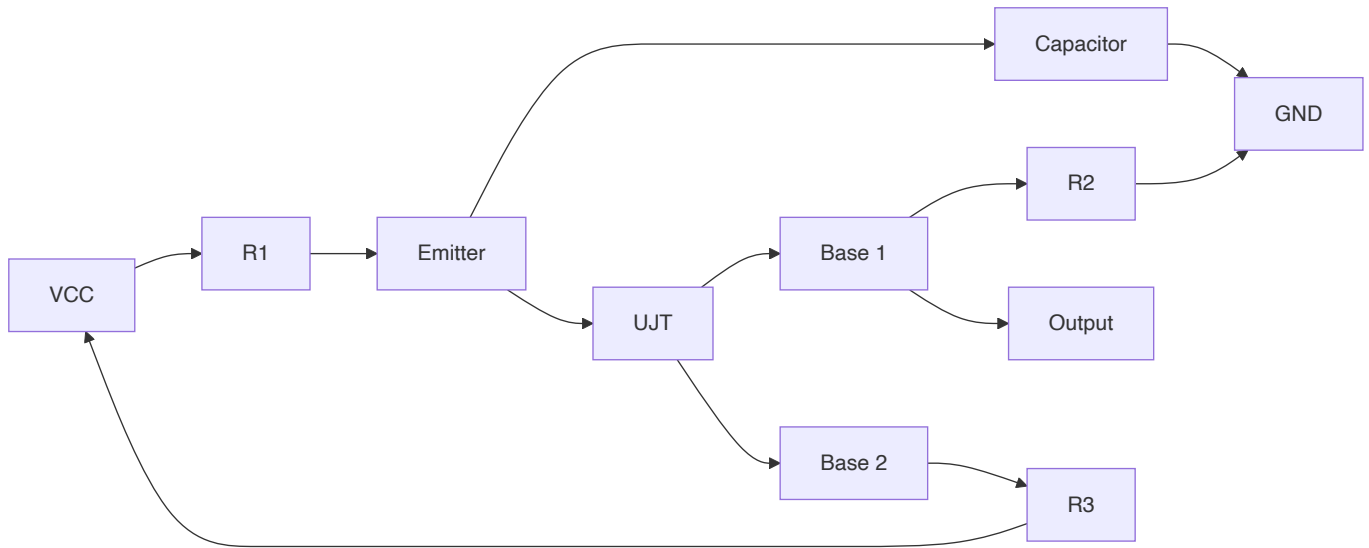 Capacitor
GND
R2
R1
Emitter
Base 1
VCC
UJT
Output
Base 2
R3